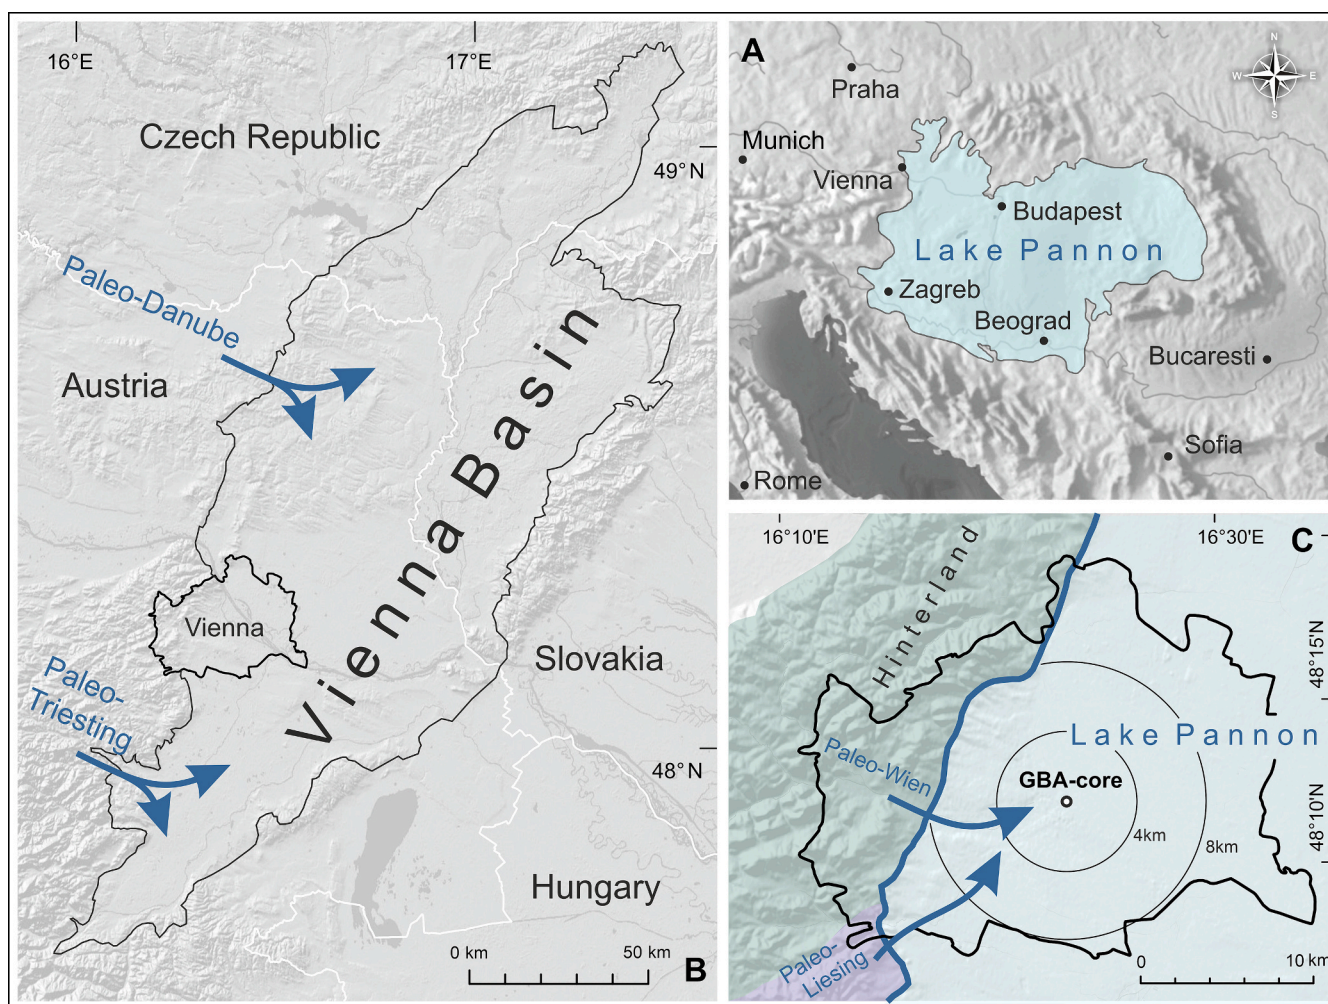 16°E
17°E
Czech Republic
49°N
Paleo-Danube
Austria
Vienna Basin
Vienna
Slovakia
Paleo-
Triesting
48°N
Hungary
0 km
50 km
B
A
N
W
E
S
Praha
Munich
Vienna
Budapest
Lake Pannon
Zagreb
Beograd
Bucaresti
Sofia
Rome
16°10'E
16°30'E
C
Hinterland
48°15'N
Lake Pannon
Paleo-Wien
GBA-core
4km
8km
48°10'N
Paleo-
Liesing
0
10 km